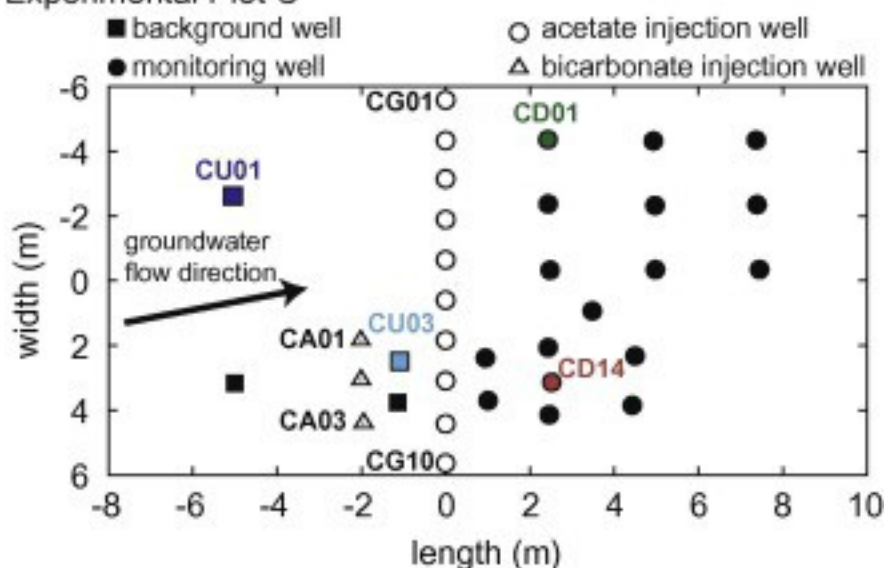 background well
acetate injection well
monitoring well
bicarbonate injection well
-6
-4
-2
0
2
4
6
width (m)
CG01
CD01
CU01
groundwater
flow direction
CA01
CU03
CD14
CA03
CG10
-8
-6
-4
-2
0
2
4
6
8
10
length (m)